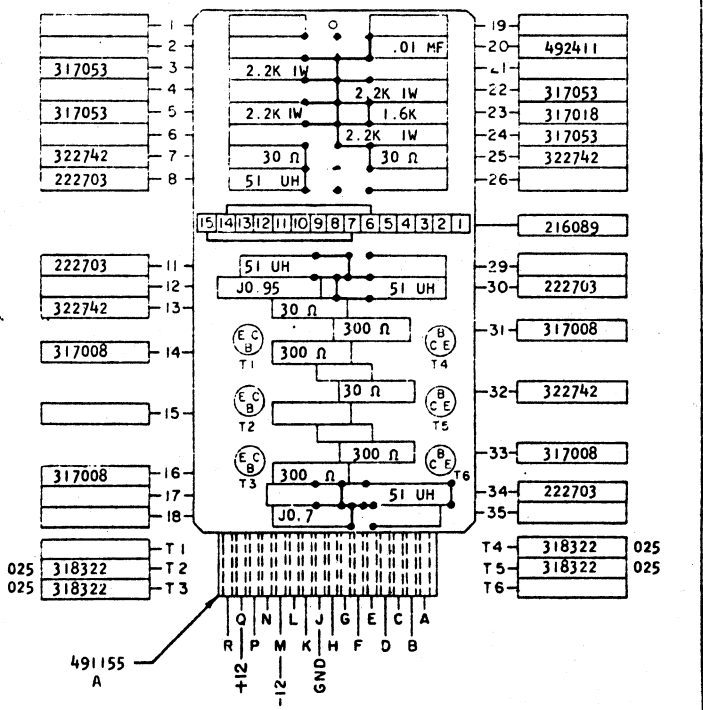 1 19
2 .01 MF 20 492411
317053 3 2.2K 1W 21
4 2.2K 1W 22 317053
317053 5 2.2K 1W 1.6K 23 317018
6 2.2K 1W 24 317053
322742 7 30 Ω 30 Ω 25 322742
222703 8 51 UH 26
15 14 13 12 11 10 9 8 7 6 5 4 3 2 1 216089
222703 11 51 UH 29
12 J0.95 51 UH 30 222703
322742 13 30 Ω
300 Ω 31 317008
317008 14 E C B T1 300 Ω B C E T4
30 Ω 32 322742
15 E C B T2 B C E T5
300 Ω 33 317008
317008 16 E C B T3 300 Ω B C E T6
17 51 UH 34 222703
18 J0.7 35
T1 T4 318322 025
025 318322 T2 T5 318322 025
025 318322 T3 T6
Q N L J G E C A
R P M K H F D B
+12 -12 GND
491155
A